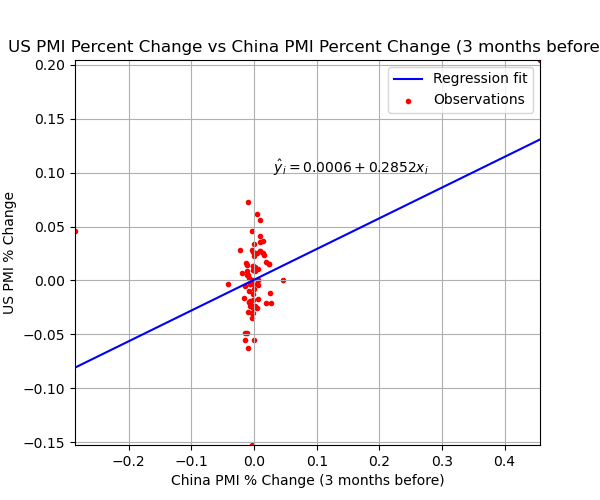 US PMI Percent Change vs China PMI Percent Change (3 months before
0.20
0.15
0.10
0.05
0.00
−0.05
−0.10
−0.15
US PMI % Change
Regression fit
Observations
ŷᵢ = 0.0006 + 0.2852xᵢ
−0.2
−0.1
0.0
0.1
0.2
0.3
0.4
China PMI % Change (3 months before)